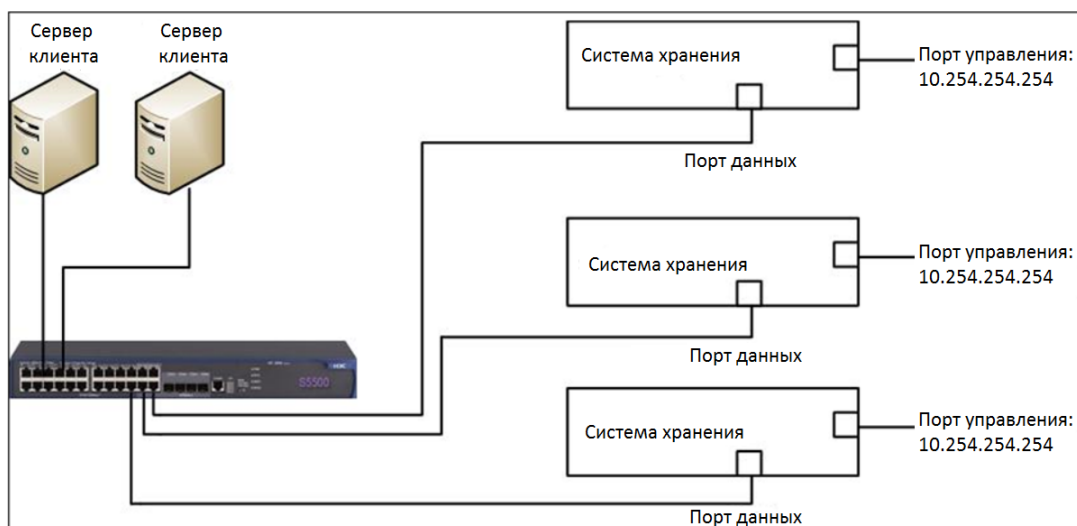 Сервер
клиента
Сервер
клиента
Система хранения
Порт управления:
10.254.254.254
Порт данных
Система хранения
Порт управления:
10.254.254.254
Порт данных
S5500
Система хранения
Порт управления:
10.254.254.254
Порт данных